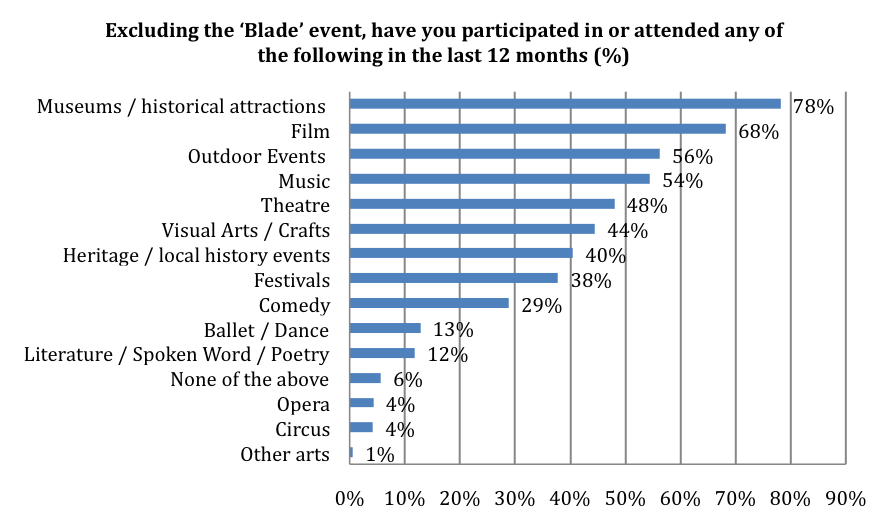 Excluding the ‘Blade’ event, have you participated in or attended any of
the following in the last 12 months (%)
Museums / historical attractions 78%
Film 68%
Outdoor Events 56%
Music 54%
Theatre 48%
Visual Arts / Crafts 44%
Heritage / local history events 40%
Festivals 38%
Comedy 29%
Ballet / Dance 13%
Literature / Spoken Word / Poetry 12%
None of the above 6%
Opera 4%
Circus 4%
Other arts 1%
0% 10% 20% 30% 40% 50% 60% 70% 80% 90%